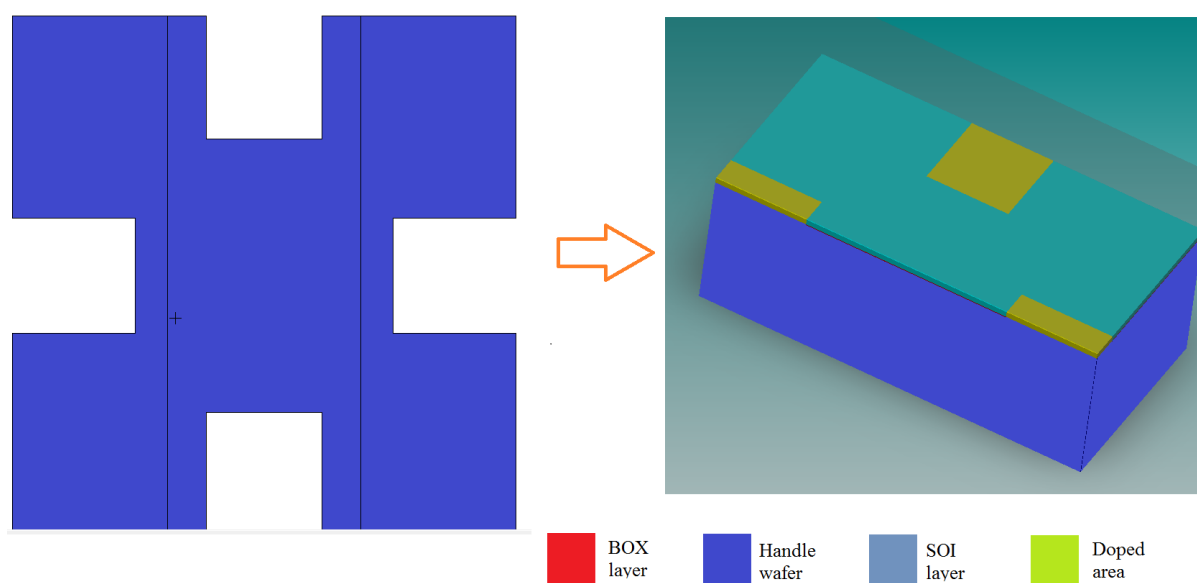 BOX
layer
Handle
wafer
SOI
layer
Doped
area